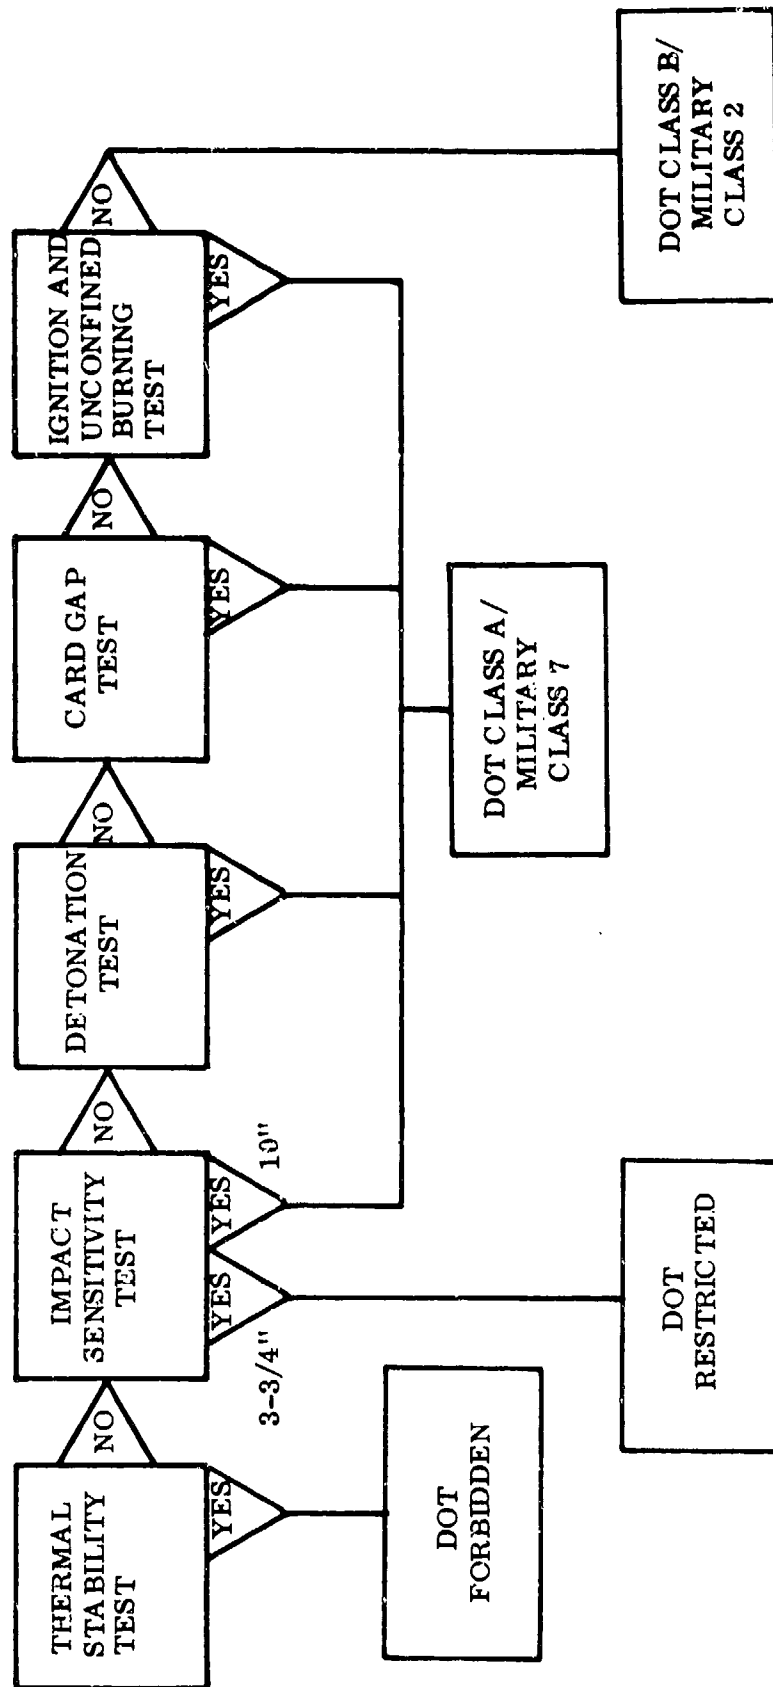 THERMAL
STABILITY
TEST
NO
YES
DOT
FORBIDDEN
IMPACT
SENSITIVITY
TEST
NO
YES
3-3/4"
YES
10"
DOT
RESTRICTED
DETONATION
TEST
NO
YES
CARD GAP
TEST
NO
YES
DOT CLASS A/
MILITARY
CLASS 7
IGNITION AND
UNCONFINED
BURNING
TEST
NO
YES
DOT CLASS B/
MILITARY
CLASS 2